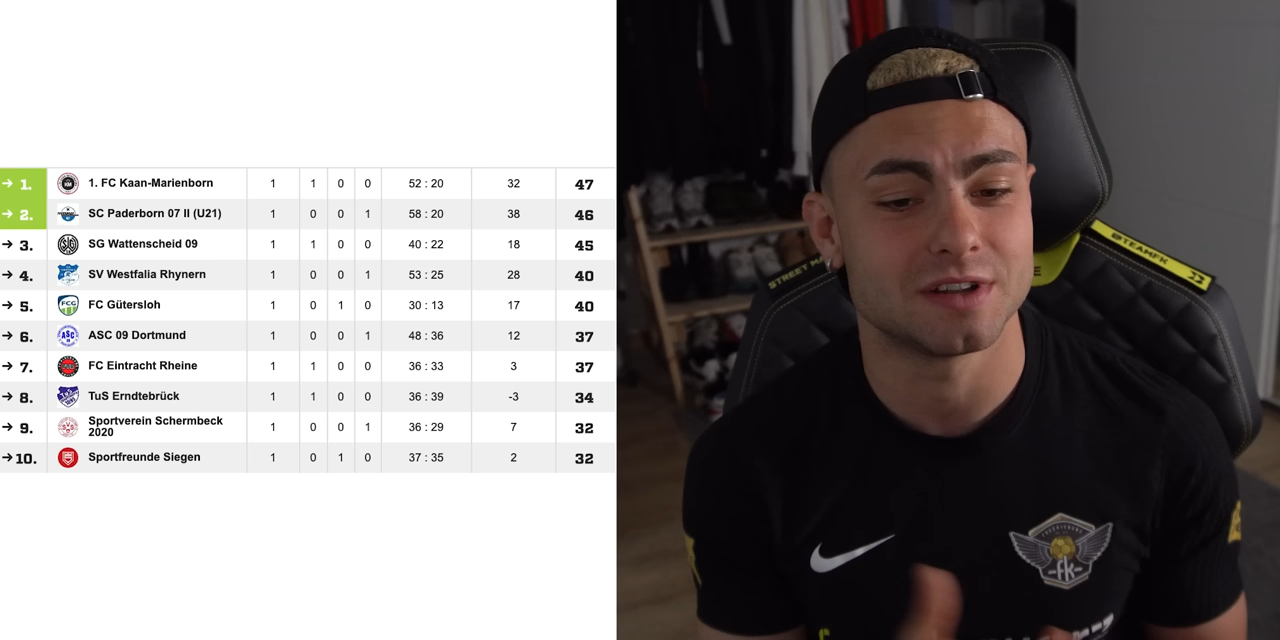 1. 1. FC Kaan-Marienborn 1 1 0 0 52 : 20 32 47
2. SC Paderborn 07 II (U21) 1 0 0 1 58 : 20 38 46
3. SG Wattenscheid 09 1 1 0 0 40 : 22 18 45
4. SV Westfalia Rhynern 1 0 0 1 53 : 25 28 40
5. FC Gütersloh 1 0 1 0 30 : 13 17 40
6. ASC 09 Dortmund 1 0 0 1 48 : 36 12 37
7. FC Eintracht Rheine 1 1 0 0 36 : 33 3 37
8. TuS Erndtebrück 1 1 0 0 36 : 39 -3 34
9. Sportverein Schermbeck
2020 1 0 0 1 36 : 29 7 32
10. Sportfreunde Siegen 1 0 1 0 37 : 35 2 32
FCG
ASC
@TEAMFK
STREET
fk